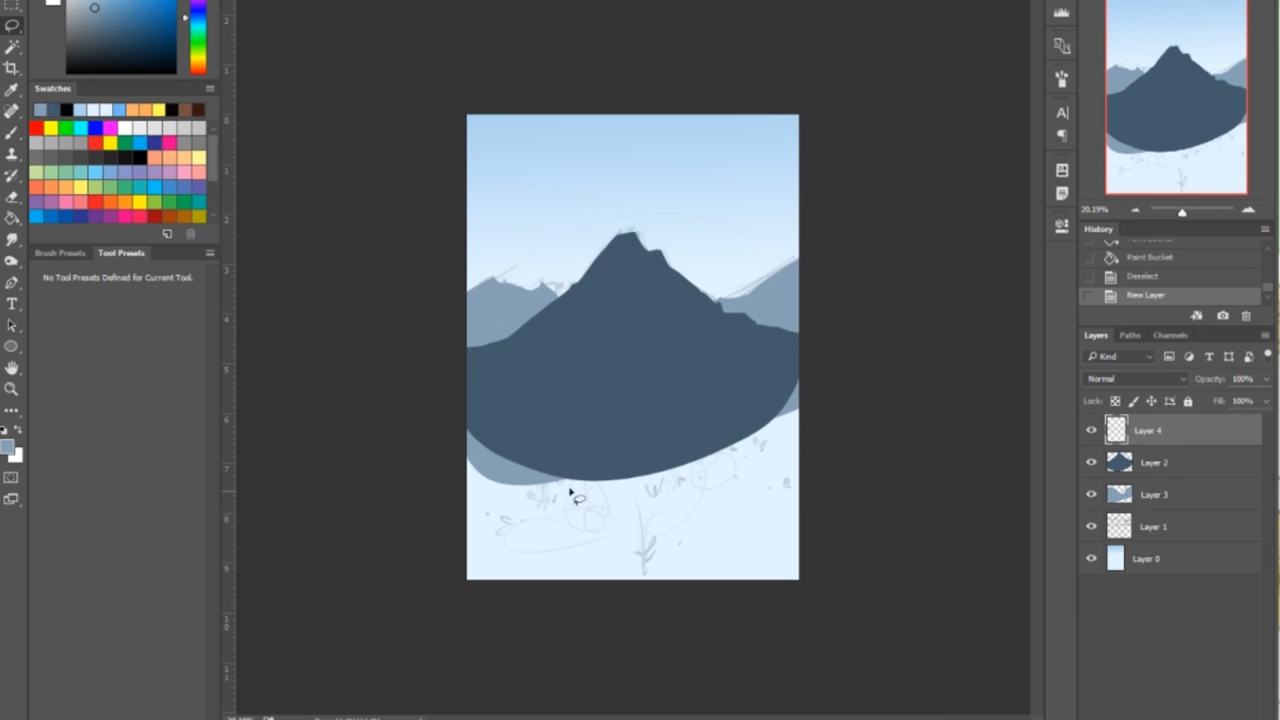 Swatches
Brush Presets Tool Presets
No Tool Presets Defined for Current Tool.
20.19%
History
Paint Bucket
Deselect
New Layer
Layers Paths Channels
Kind
Normal Opacity: 100%
Lock: Fill: 100%
Layer 4
Layer 2
Layer 3
Layer 1
Layer 0